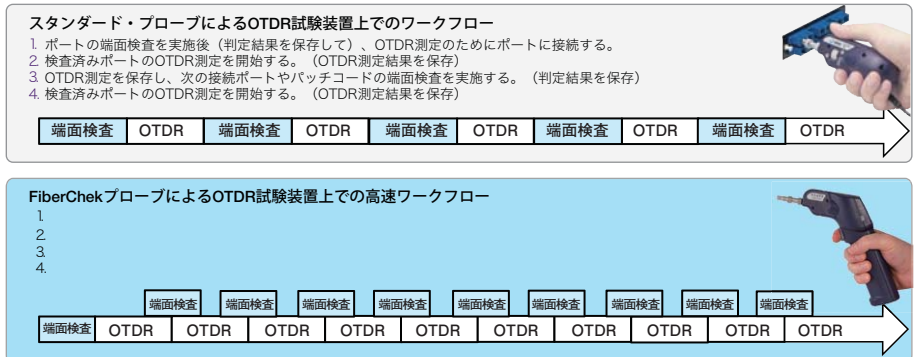 スタンダード・プローブによるOTDR試験装置上でのワークフロー
1. ポートの端面検査を実施後（判定結果を保存して）、OTDR測定のためにポートに接続する。
2. 検査済みポートのOTDR測定を開始する。（OTDR測定結果を保存）
3. OTDR測定を保存し、次の接続ポートやパッチコードの端面検査を実施する。（判定結果を保存）
4. 検査済みポートのOTDR測定を開始する。（OTDR測定結果を保存）
端面検査 OTDR 端面検査 OTDR 端面検査 OTDR 端面検査 OTDR 端面検査 OTDR
FiberChekプローブによるOTDR試験装置上での高速ワークフロー
1.
2.
3.
4.
端面検査 端面検査 端面検査 端面検査 端面検査 端面検査 端面検査 端面検査 端面検査
端面検査 OTDR OTDR OTDR OTDR OTDR OTDR OTDR OTDR OTDR OTDR